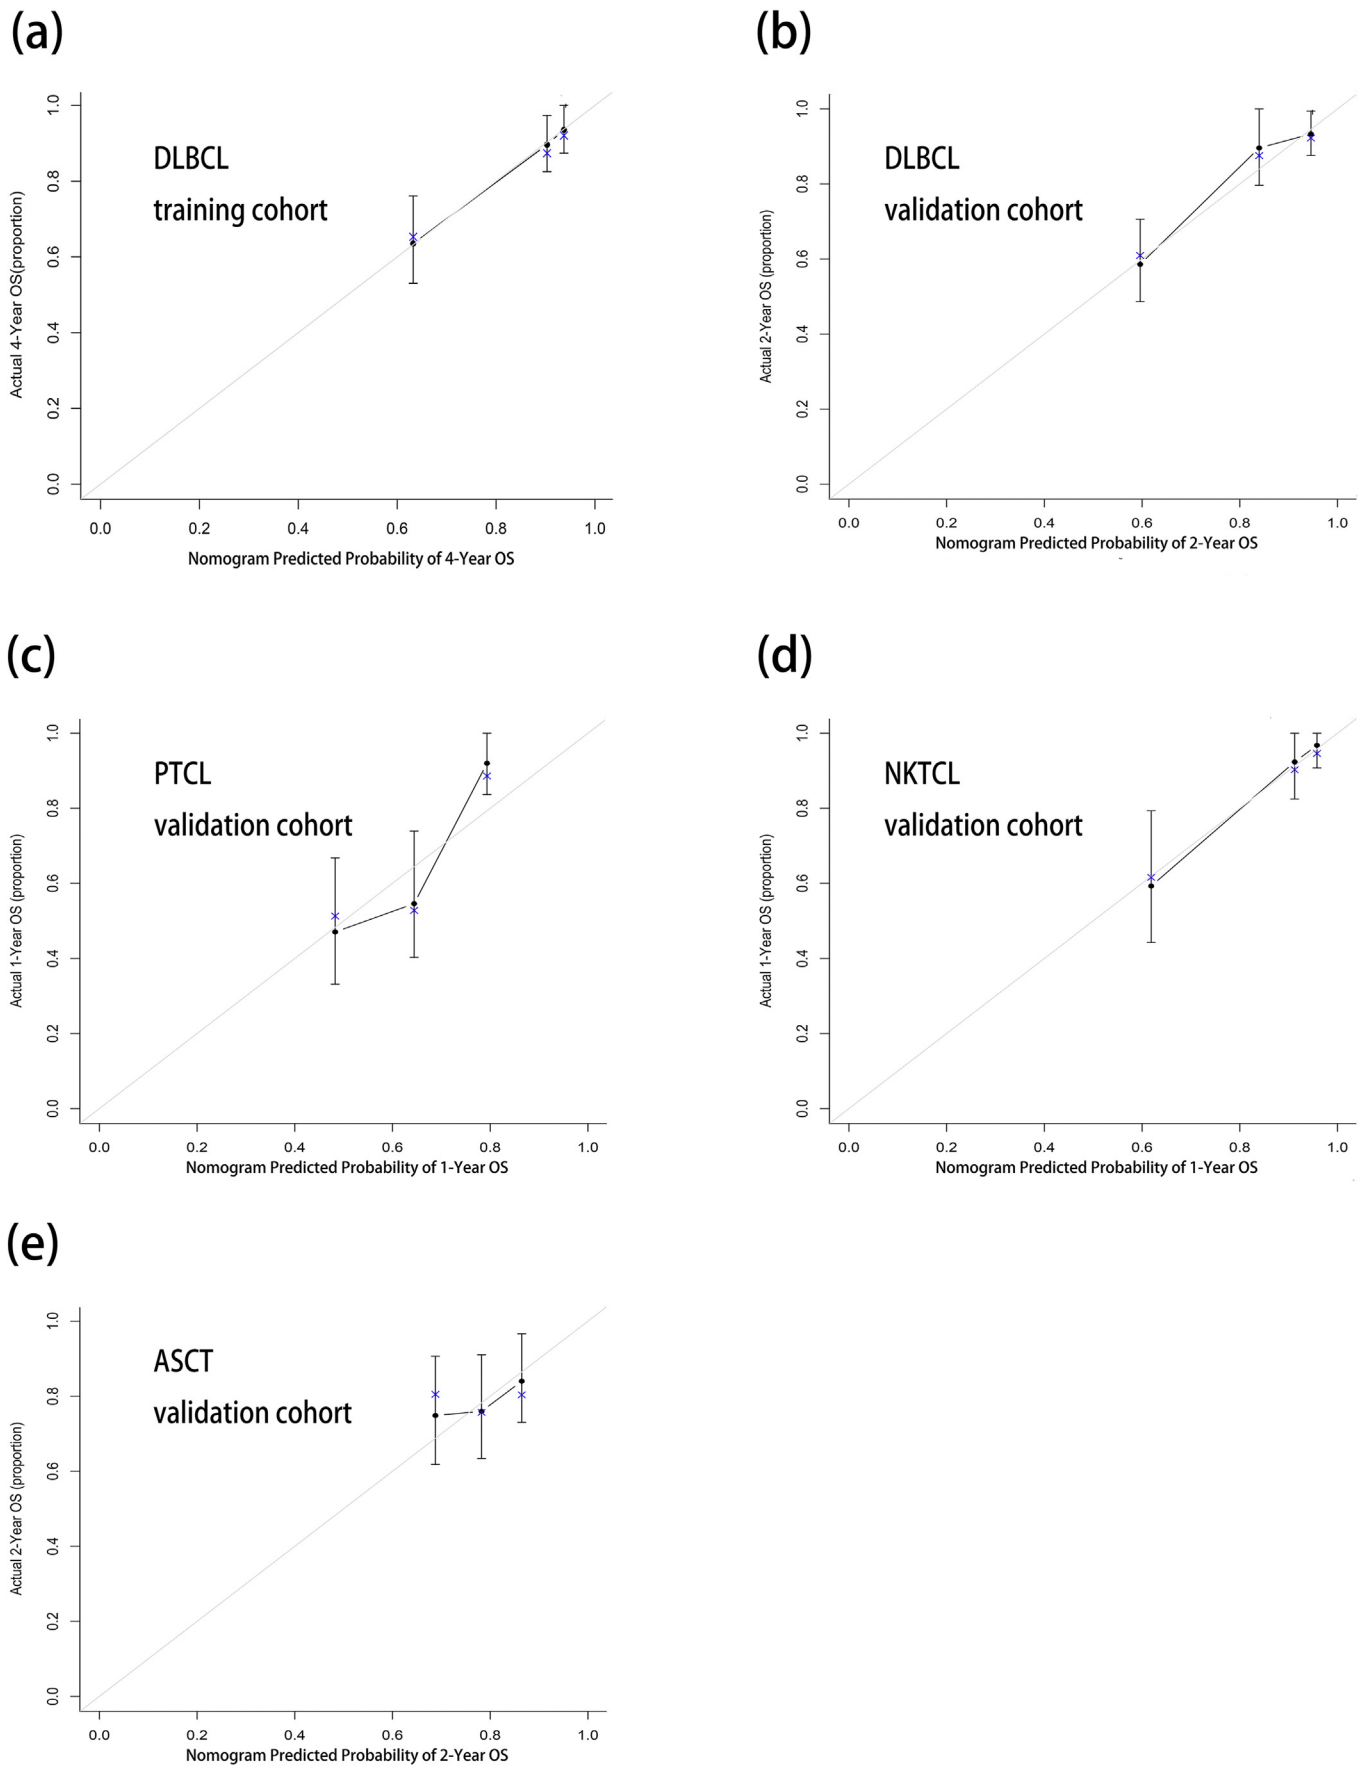 (a)
1.0
0.8
0.6
0.4
0.2
0.0
Actual 4-Year OS(proportion)
DLBCL
training cohort
0.0 0.2 0.4 0.6 0.8 1.0
Nomogram Predicted Probability of 4-Year OS
(b)
1.0
0.8
0.6
0.4
0.2
0.0
Actual 2-Year OS (proportion)
DLBCL
validation cohort
0.0 0.2 0.4 0.6 0.8 1.0
Nomogram Predicted Probability of 2-Year OS
(c)
1.0
0.8
0.6
0.4
0.2
0.0
Actual 1-Year OS (proportion)
PTCL
validation cohort
0.0 0.2 0.4 0.6 0.8 1.0
Nomogram Predicted Probability of 1-Year OS
(d)
1.0
0.8
0.6
0.4
0.2
0.0
Actual 1-Year OS (proportion)
NKTCL
validation cohort
0.0 0.2 0.4 0.6 0.8 1.0
Nomogram Predicted Probability of 1-Year OS
(e)
1.0
0.8
0.6
0.4
0.2
0.0
Actual 2-Year OS (proportion)
ASCT
validation cohort
0.0 0.2 0.4 0.6 0.8 1.0
Nomogram Predicted Probability of 2-Year OS